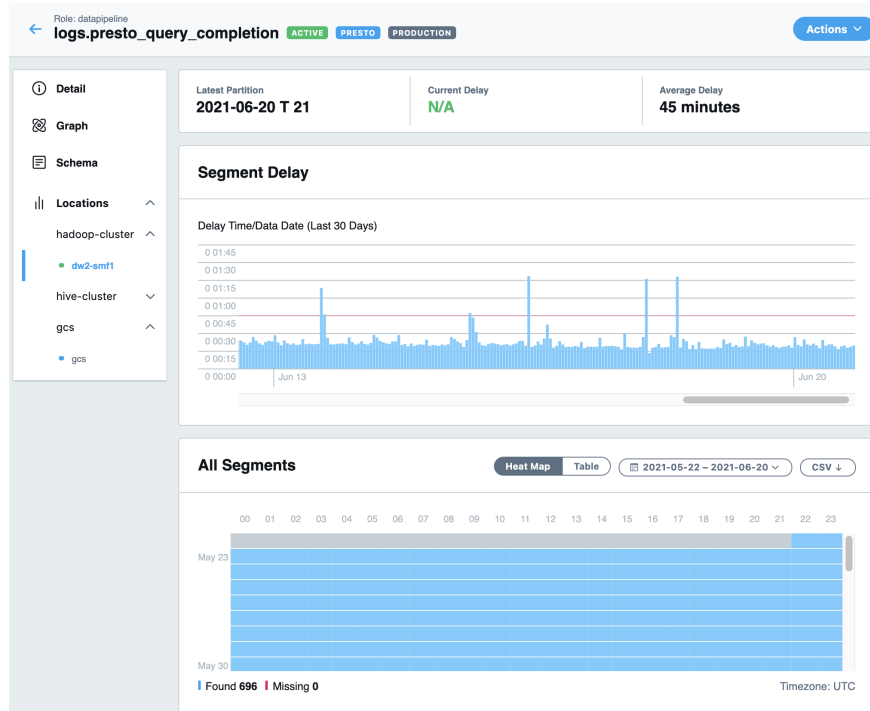 Role: datapipeline
logs.presto_query_completion ACTIVE PRESTO PRODUCTION
Actions
Detail
Graph
Schema
Locations
hadoop-cluster
dw2-smf1
hive-cluster
gcs
gcs
Latest Partition
2021-06-20 T 21
Current Delay
N/A
Average Delay
45 minutes
Segment Delay
Delay Time/Data Date (Last 30 Days)
0 01:45
0 01:30
0 01:15
0 01:00
0 00:45
0 00:30
0 00:15
0 00:00
Jun 13 Jun 20
All Segments
Heat Map Table 2021-05-22 – 2021-06-20 CSV ↓
00 01 02 03 04 05 06 07 08 09 10 11 12 13 14 15 16 17 18 19 20 21 22 23
May 23
May 30
Found 696 Missing 0 Timezone: UTC